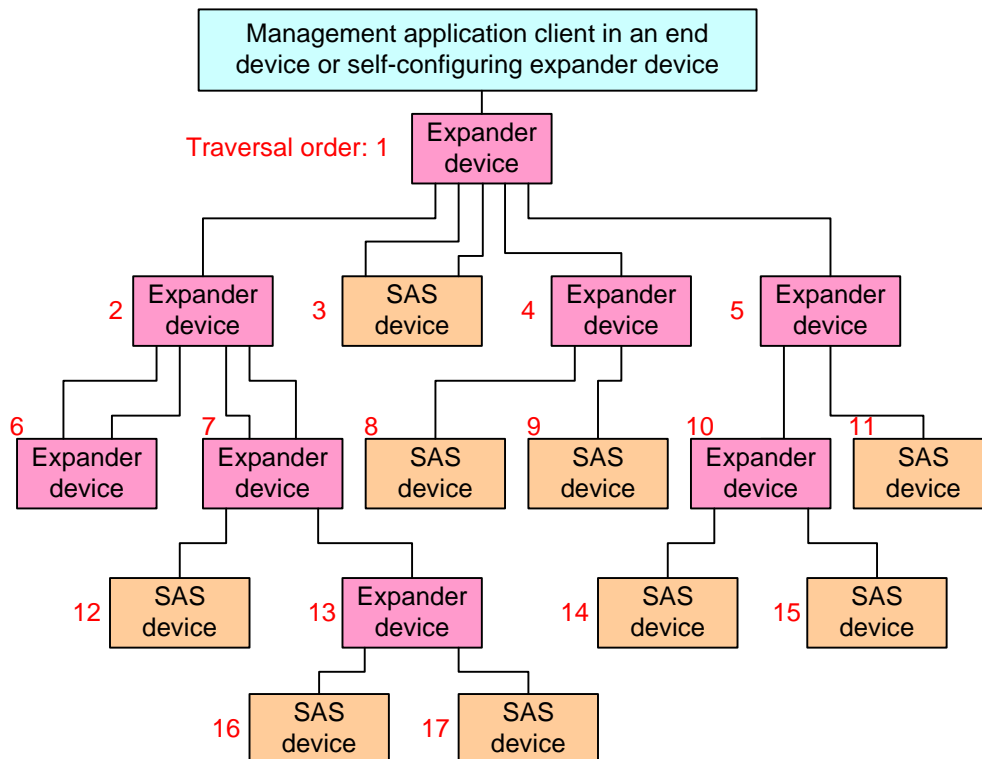 Management application client in an end
device or self-configuring expander device
Traversal order: 1
Expander
device
2
Expander
device
3
SAS
device
4
Expander
device
5
Expander
device
6
Expander
device
7
Expander
device
8
SAS
device
9
SAS
device
10
Expander
device
11
SAS
device
12
SAS
device
13
Expander
device
14
SAS
device
15
SAS
device
16
SAS
device
17
SAS
device